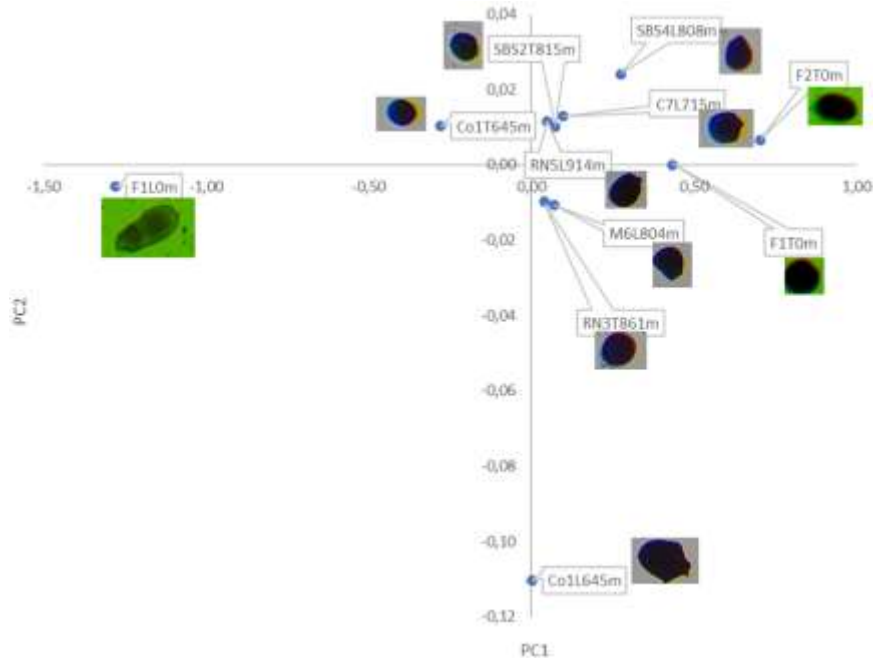 0,04
SBS4L808m
SBS2T815m
F2T0m
0,02
C7L715m
Co1T645m
0,00
-1,50
-1,00
-0,50
0,00
0,50
1,00
F1L0m
RN5L914m
-0,02
M6L804m
F1T0m
PC2
-0,04
RN3T861m
-0,06
-0,08
-0,10
Co1L645m
-0,12
PC1